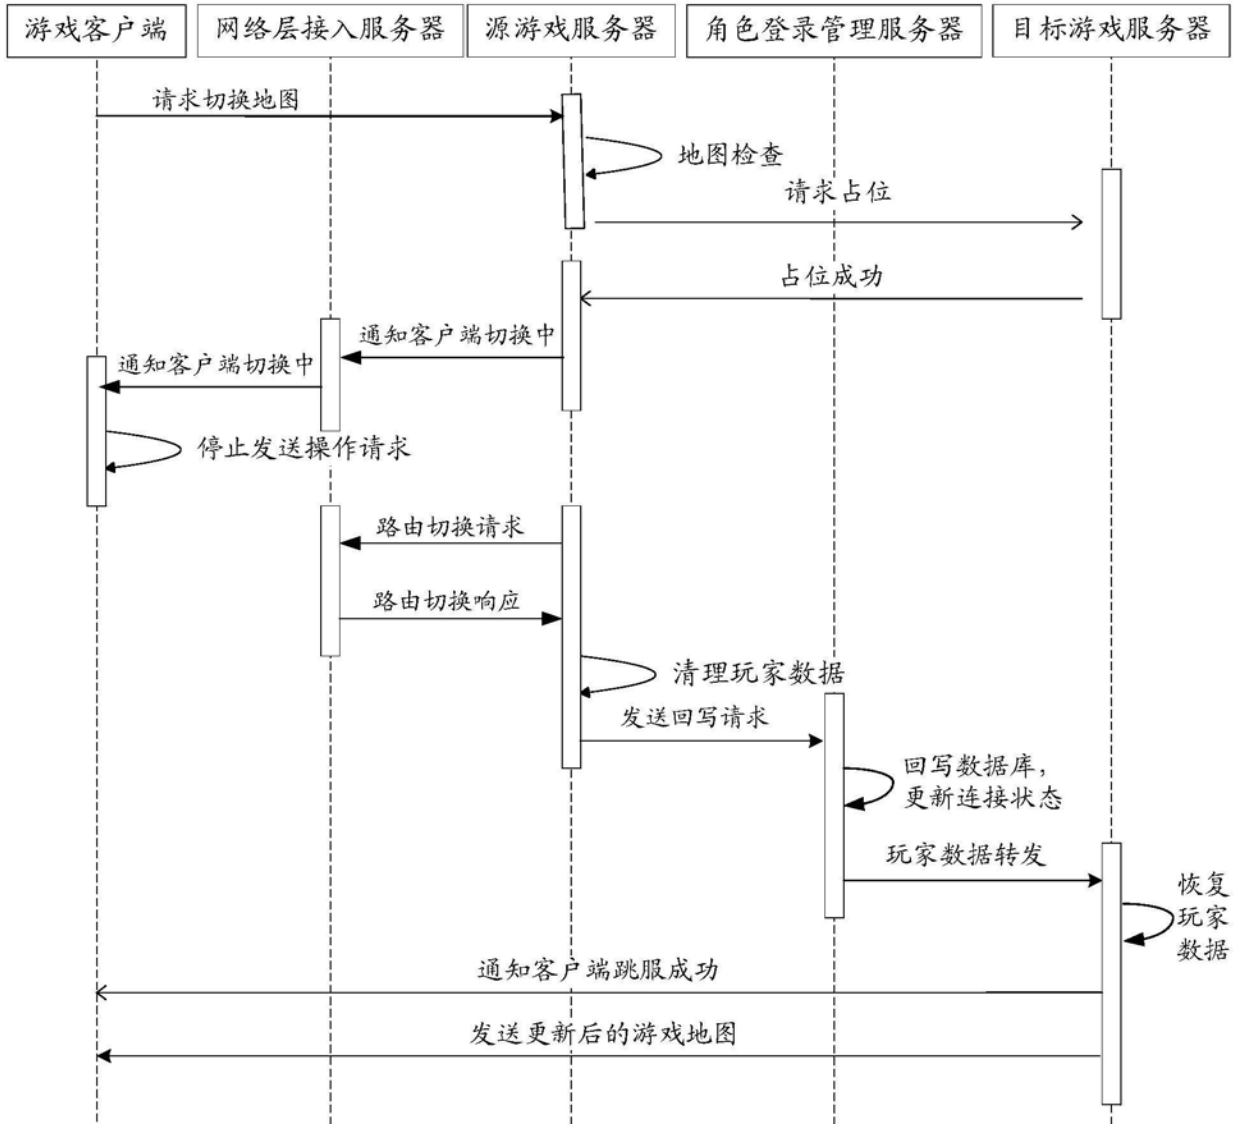 游戏客户端
网络层接入服务器
源游戏服务器
角色登录管理服务器
目标游戏服务器
请求切换地图
地图检查
请求占位
占位成功
通知客户端切换中
通知客户端切换中
停止发送操作请求
路由切换请求
路由切换响应
清理玩家数据
发送回写请求
回写数据库，
更新连接状态
玩家数据转发
恢复
玩家
数据
通知客户端跳服成功
发送更新后的游戏地图